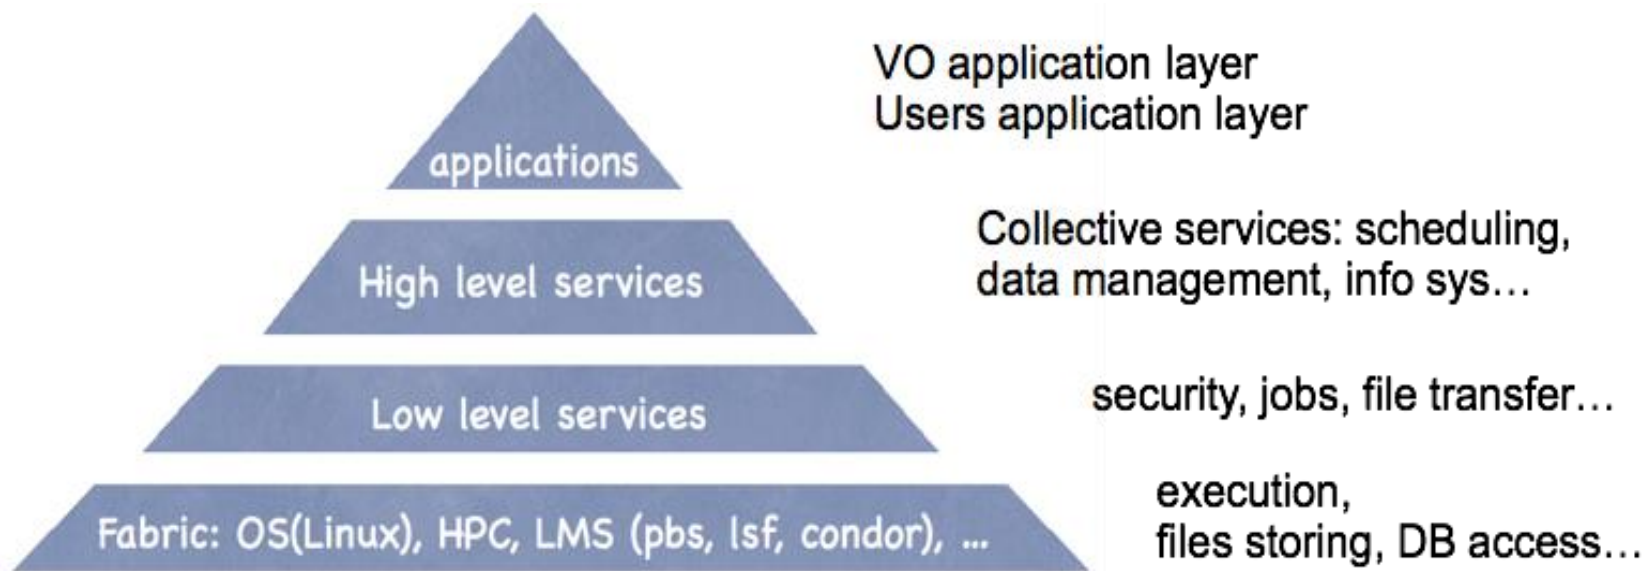 VO application layer
Users application layer
applications
Collective services: scheduling,
data management, info sys…
High level services
security, jobs, file transfer…
Low level services
execution,
files storing, DB access…
Fabric: OS(Linux), HPC, LMS (pbs, lsf, condor), ...